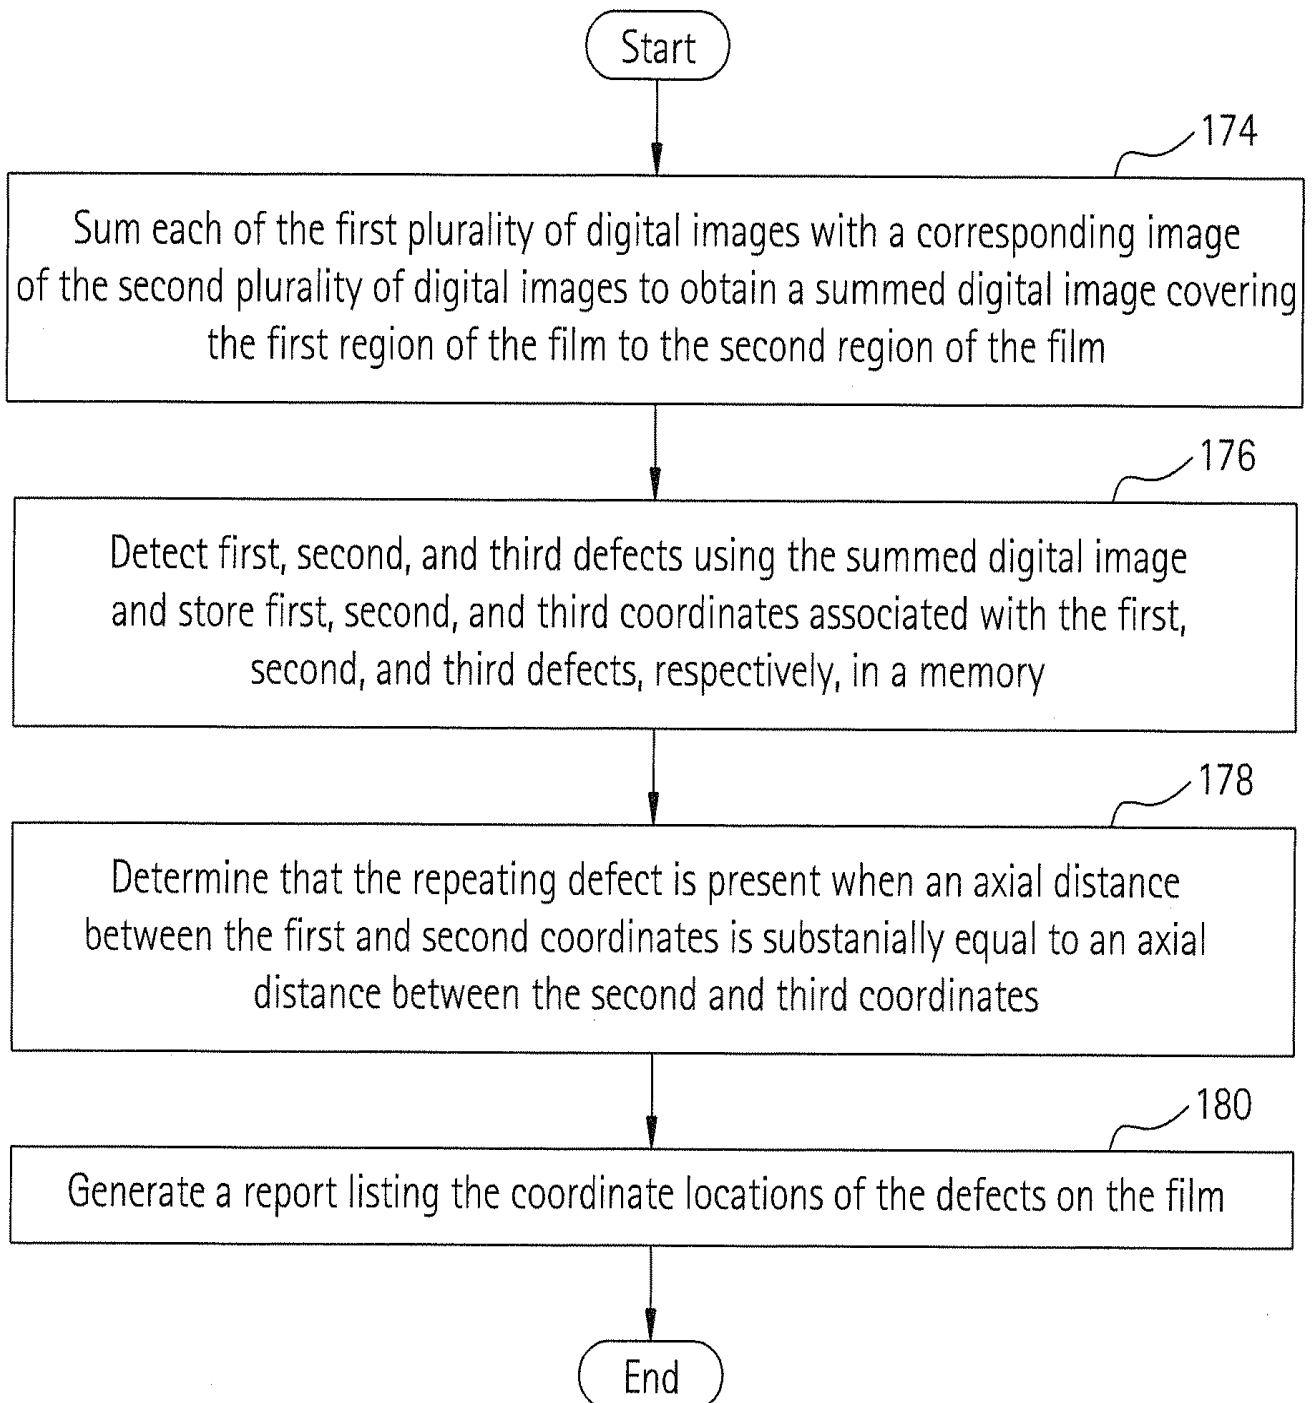 Start
174
Sum each of the first plurality of digital images with a corresponding image
of the second plurality of digital images to obtain a summed digital image covering
the first region of the film to the second region of the film
176
Detect first, second, and third defects using the summed digital image
and store first, second, and third coordinates associated with the first,
second, and third defects, respectively, in a memory
178
Determine that the repeating defect is present when an axial distance
between the first and second coordinates is substanially equal to an axial
distance between the second and third coordinates
180
Generate a report listing the coordinate locations of the defects on the film
End